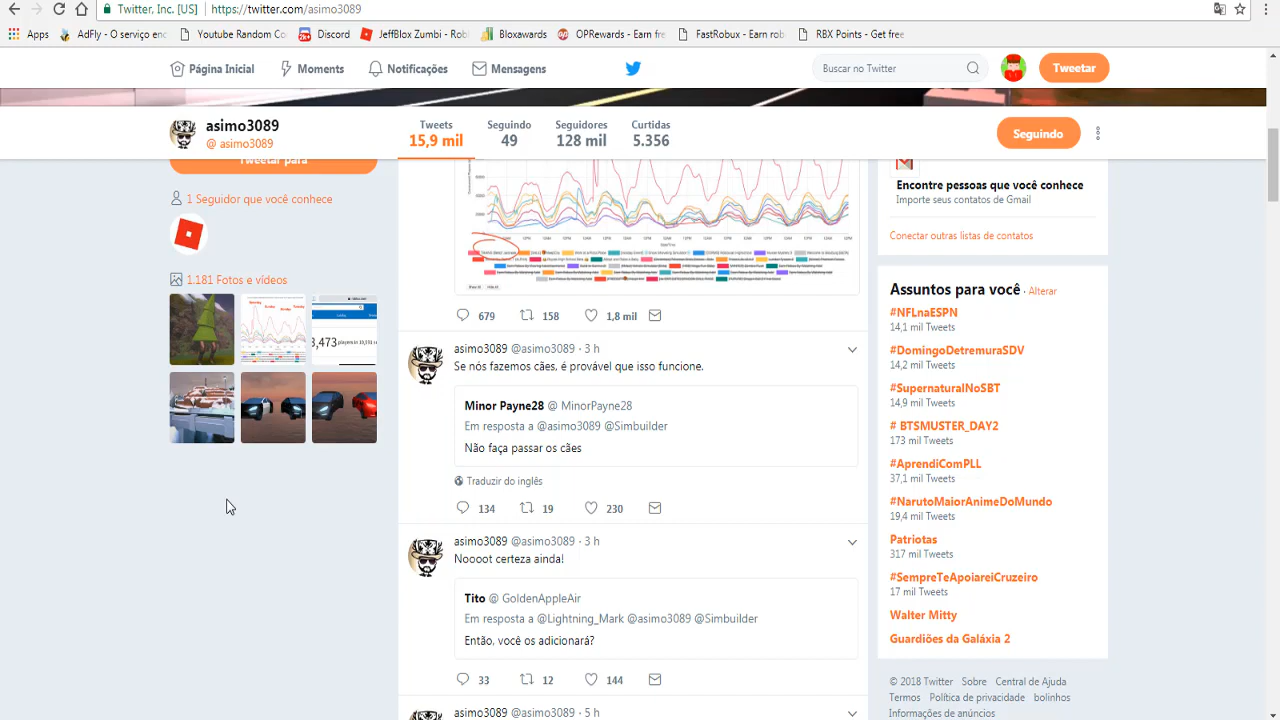 Twitter, Inc. [US] https://twitter.com/asimo3089
Apps AdFly - O serviço enc Youtube Random Co Discord JeffBlox Zumbi - Rob Bloxawards OPRewards - Earn fre FastRobux - Earn rob RBX Points - Get free
Página Inicial Moments Notificações Mensagens Buscar no Twitter Tweetar
asimo3089
@ asimo3089
Tweets Seguindo Seguidores Curtidas
15,9 mil 49 128 mil 5.356
Seguindo
Tweetar para
1 Seguidor que você conhece
1.181 Fotos e vídeos
679 158 1,8 mil
asimo3089 @asimo3089 · 3 h
Se nós fazemos cães, é provável que isso funcione.
Minor Payne28 @ MinorPayne28
Em resposta a @asimo3089 @Simbuilder
Não faça passar os cães
Traduzir do inglês
134 19 230
asimo3089 @asimo3089 · 3 h
Noooot certeza ainda!
Tito @ GoldenAppleAir
Em resposta a @Lightning_Mark @asimo3089 @Simbuilder
Então, você os adicionará?
33 12 144
asimo3089 @asimo3089 · 5 h
Encontre pessoas que você conhece
Importe seus contatos de Gmail
Conectar outras listas de contatos
Assuntos para você · Alterar
#NFLnaESPN
14,1 mil Tweets
#DomingoDetremuraSDV
14,2 mil Tweets
#SupernaturalNoSBT
14,9 mil Tweets
# BTSMUSTER_DAY2
173 mil Tweets
#AprendiComPLL
37,1 mil Tweets
#NarutoMaiorAnimeDoMundo
19,4 mil Tweets
Patriotas
317 mil Tweets
#SempreTeApoiareiCruzeiro
17 mil Tweets
Walter Mitty
Guardiões da Galáxia 2
© 2018 Twitter Sobre Central de Ajuda
Termos Política de privacidade bolinhos
Informações de anúncios